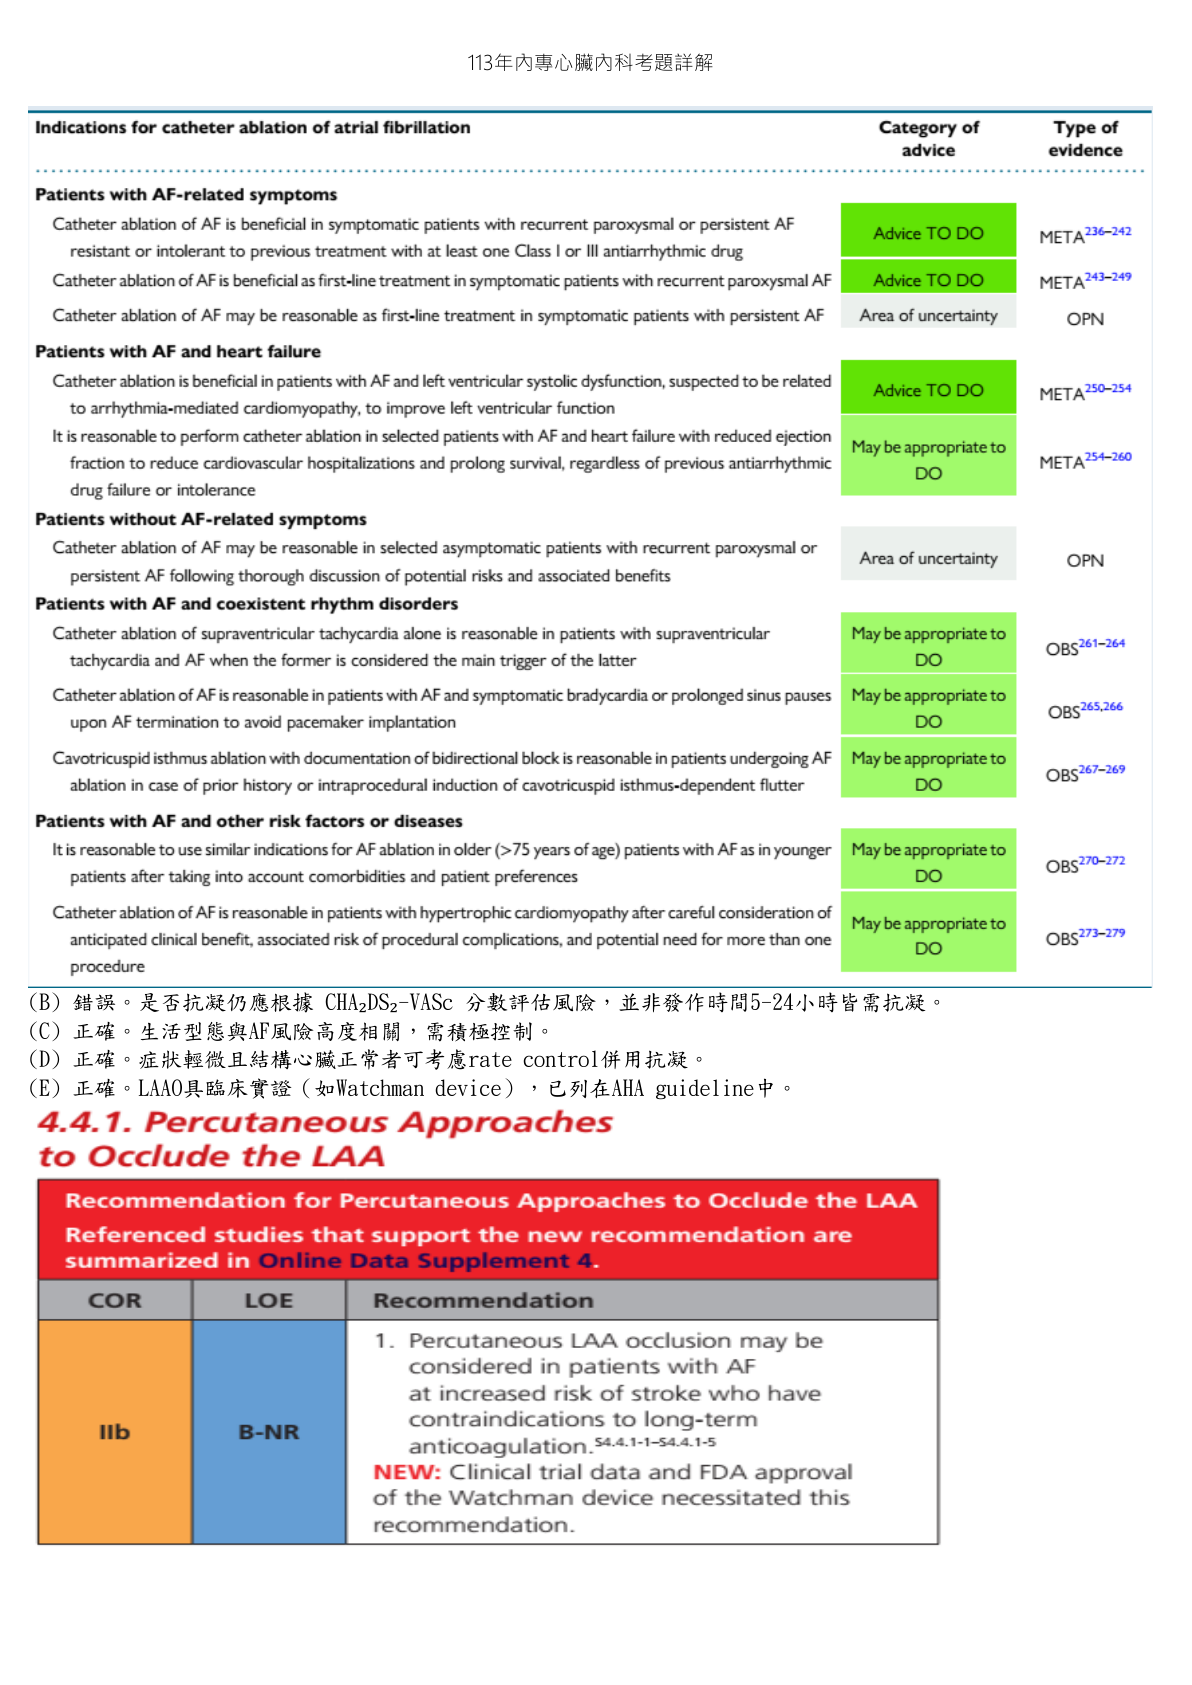 113年內專心臟內科考題詳解
Indications for catheter ablation of atrial fibrillation Category of advice Type of evidence
Patients with AF-related symptoms
Catheter ablation of AF is beneficial in symptomatic patients with recurrent paroxysmal or persistent AF
resistant or intolerant to previous treatment with at least one Class I or III antiarrhythmic drug
Advice TO DO META236–242
Catheter ablation of AF is beneficial as first-line treatment in symptomatic patients with recurrent paroxysmal AF Advice TO DO META243–249
Catheter ablation of AF may be reasonable as first-line treatment in symptomatic patients with persistent AF Area of uncertainty OPN
Patients with AF and heart failure
Catheter ablation is beneficial in patients with AF and left ventricular systolic dysfunction, suspected to be related
to arrhythmia-mediated cardiomyopathy, to improve left ventricular function
Advice TO DO META250–254
It is reasonable to perform catheter ablation in selected patients with AF and heart failure with reduced ejection
fraction to reduce cardiovascular hospitalizations and prolong survival, regardless of previous antiarrhythmic
drug failure or intolerance
May be appropriate to
DO
META254–260
Patients without AF-related symptoms
Catheter ablation of AF may be reasonable in selected asymptomatic patients with recurrent paroxysmal or
persistent AF following thorough discussion of potential risks and associated benefits
Area of uncertainty OPN
Patients with AF and coexistent rhythm disorders
Catheter ablation of supraventricular tachycardia alone is reasonable in patients with supraventricular
tachycardia and AF when the former is considered the main trigger of the latter
May be appropriate to
DO
OBS261–264
Catheter ablation of AF is reasonable in patients with AF and symptomatic bradycardia or prolonged sinus pauses
upon AF termination to avoid pacemaker implantation
May be appropriate to
DO
OBS265,266
Cavotricuspid isthmus ablation with documentation of bidirectional block is reasonable in patients undergoing AF
ablation in case of prior history or intraprocedural induction of cavotricuspid isthmus-dependent flutter
May be appropriate to
DO
OBS267–269
Patients with AF and other risk factors or diseases
It is reasonable to use similar indications for AF ablation in older (>75 years of age) patients with AF as in younger
patients after taking into account comorbidities and patient preferences
May be appropriate to
DO
OBS270–272
Catheter ablation of AF is reasonable in patients with hypertrophic cardiomyopathy after careful consideration of
anticipated clinical benefit, associated risk of procedural complications, and potential need for more than one
procedure
May be appropriate to
DO
OBS273–279
(B) 錯誤。是否抗凝仍應根據 CHA₂DS₂-VASc 分數評估風險，並非發作時間5-24小時皆需抗凝。
(C) 正確。生活型態與AF風險高度相關，需積極控制。
(D) 正確。症狀輕微且結構心臟正常者可考慮rate control併用抗凝。
(E) 正確。LAAO具臨床實證（如Watchman device），已列在AHA guideline中。
4.4.1. Percutaneous Approaches
to Occlude the LAA
Recommendation for Percutaneous Approaches to Occlude the LAA
Referenced studies that support the new recommendation are
summarized in Online Data Supplement 4.
COR LOE Recommendation
IIb B-NR
1. Percutaneous LAA occlusion may be
considered in patients with AF
at increased risk of stroke who have
contraindications to long-term
anticoagulation.S4.4.1-1–S4.4.1-5
NEW: Clinical trial data and FDA approval
of the Watchman device necessitated this
recommendation.